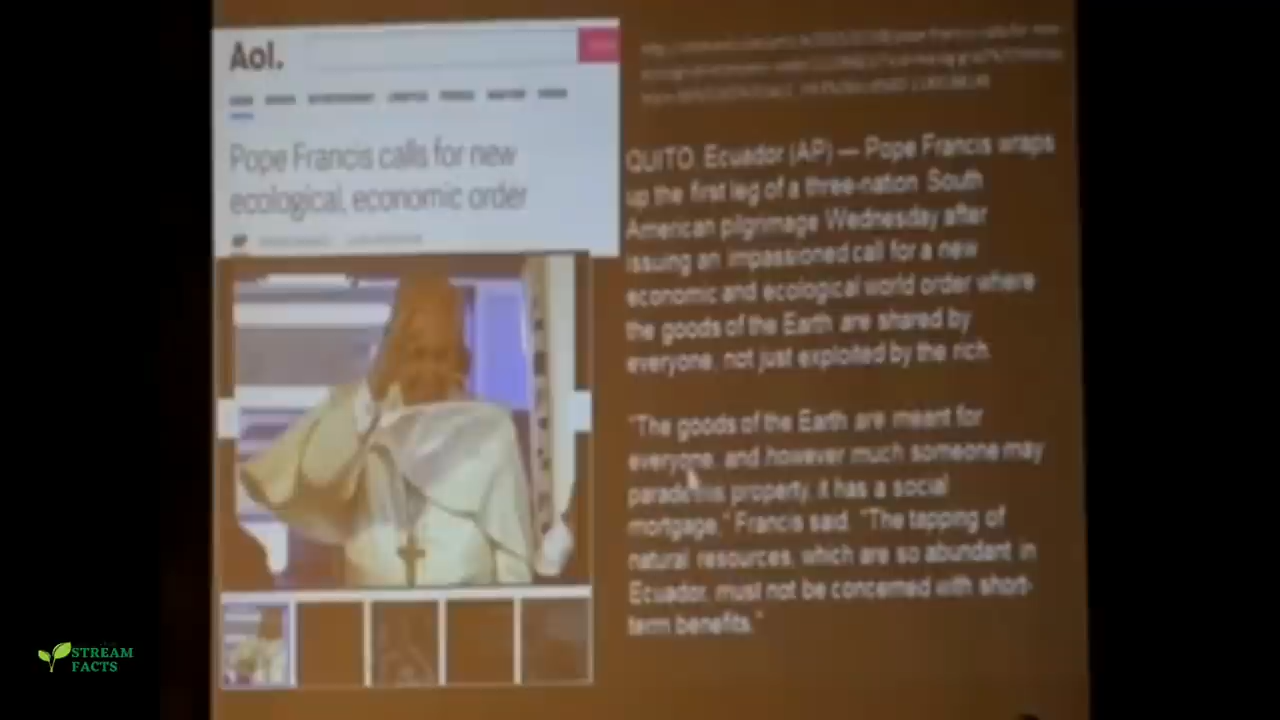 Aol.
Pope Francis calls for new
ecological, economic order
QUITO, Ecuador (AP) — Pope Francis wraps
up the first leg of a three-nation South
American pilgrimage Wednesday after
issuing an impassioned call for a new
economic and ecological world order where
the goods of the Earth are shared by
everyone, not just exploited by the rich.
"The goods of the Earth are meant for
everyone, and however much someone may
parade his property, it has a social
mortgage," Francis said. "The tapping of
natural resources, which are so abundant in
Ecuador, must not be concerned with short-
term benefits."
STREAM
FACTS